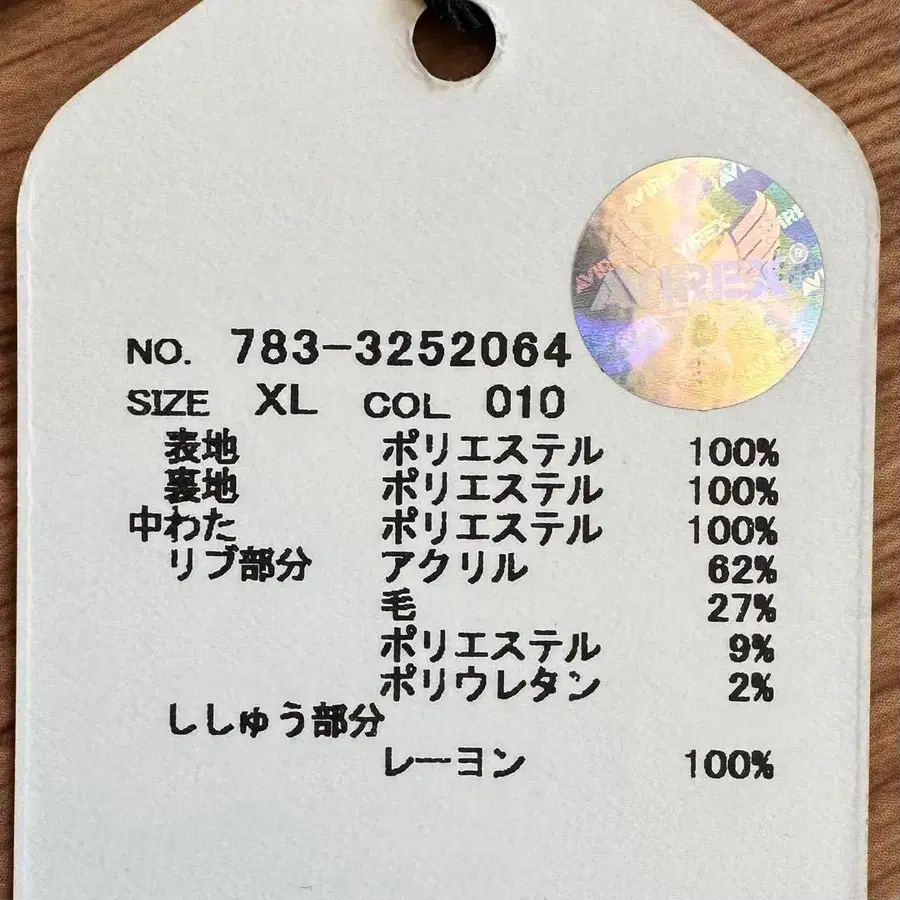 AVIREX
VIREX
AVIREX®
NO. 783-3252064
SIZE XL COL 010
表地 ポリエステル 100%
裏地 ポリエステル 100%
中わた ポリエステル 100%
リブ部分 アクリル 62%
毛 27%
ポリエステル 9%
ポリウレタン 2%
ししゅう部分
レーヨン 100%